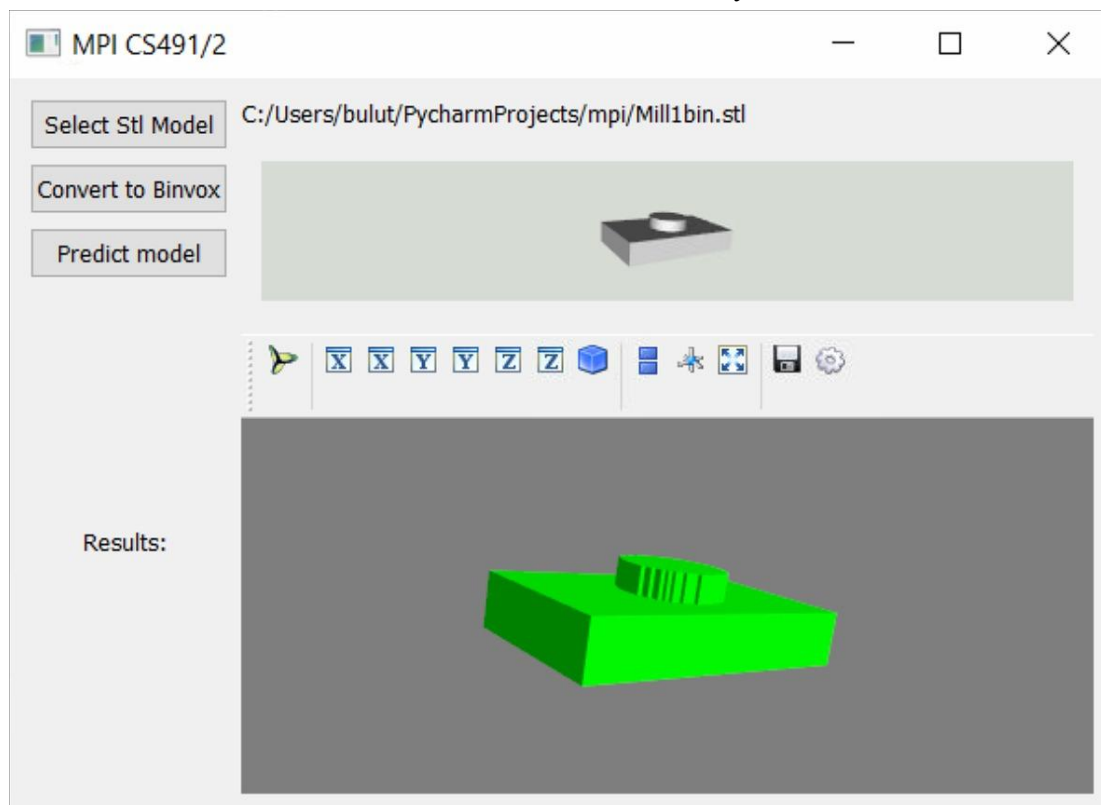 MPI CS491/2
Select Stl Model
C:/Users/bulut/PycharmProjects/mpi/Mill1bin.stl
Convert to Binvox
Predict model
X X Y Y Z Z
Results: